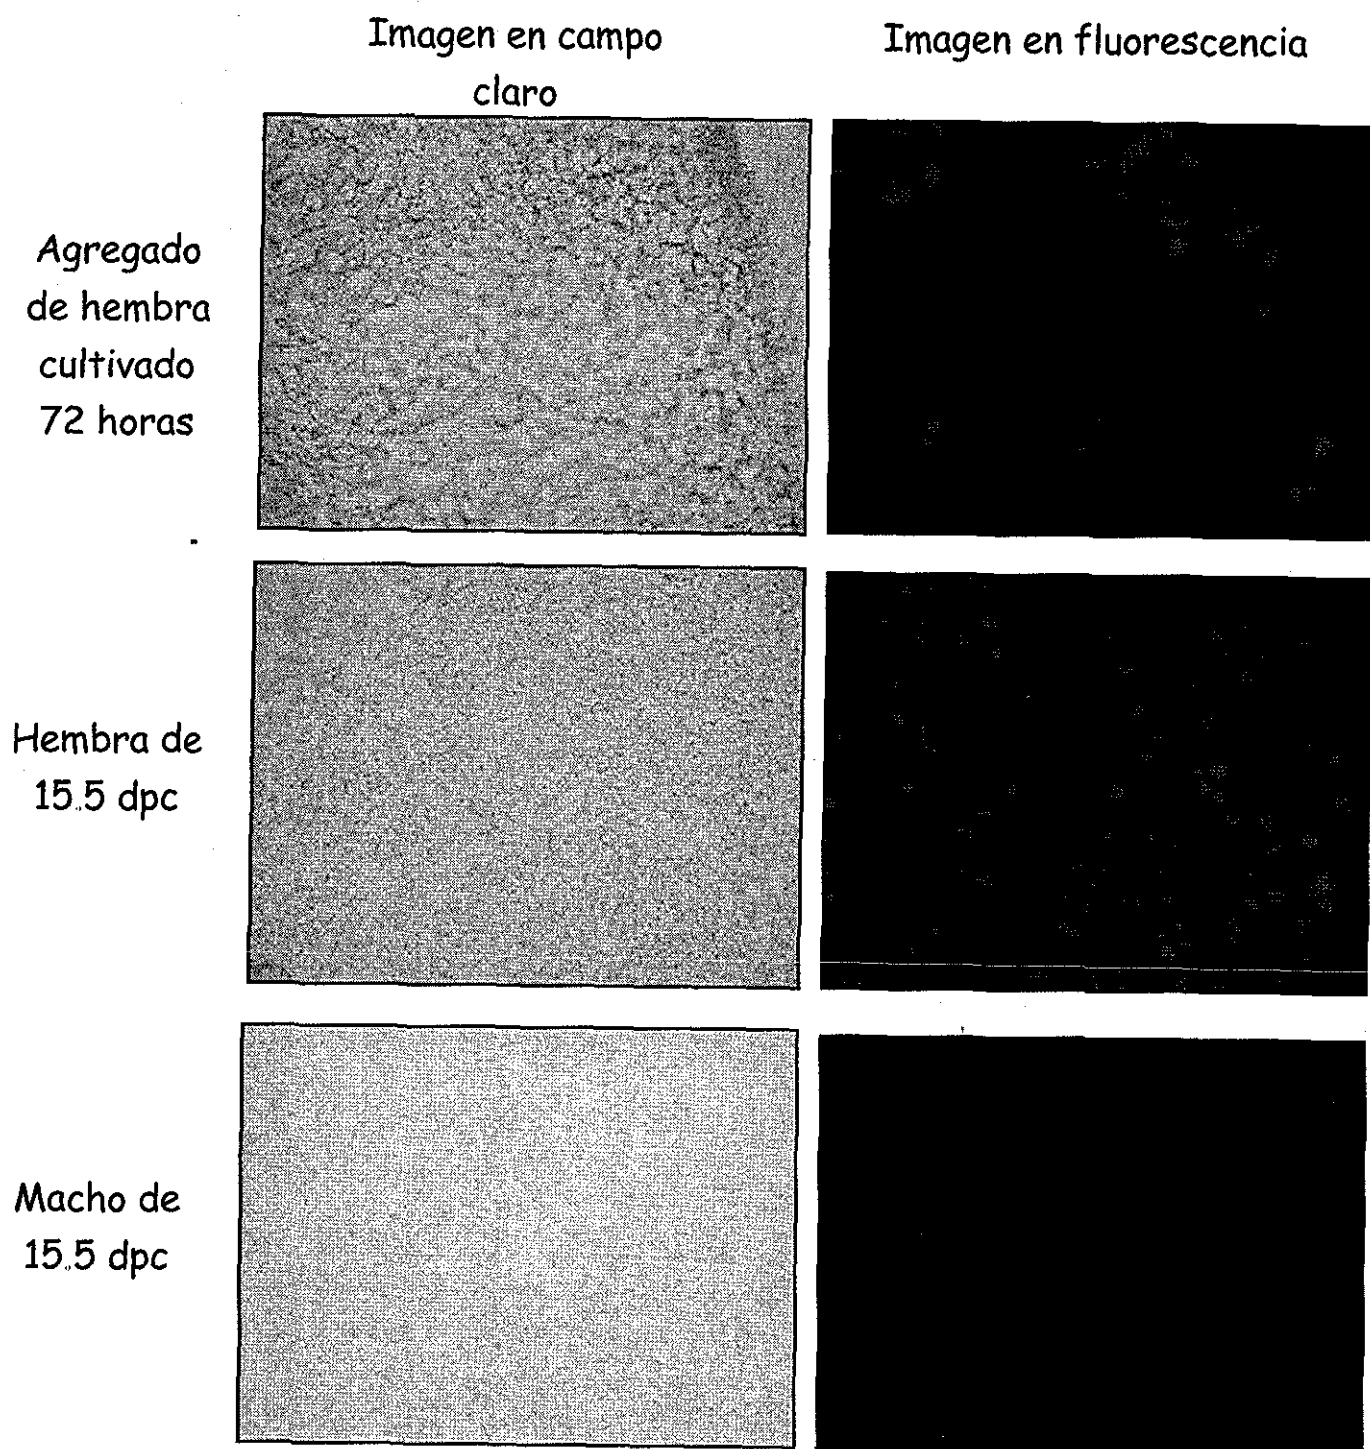 Imagen en campo
claro
Imagen en fluorescencia
Agregado
de hembra
cultivado
72 horas
Hembra de
15.5 dpc
Macho de
15.5 dpc